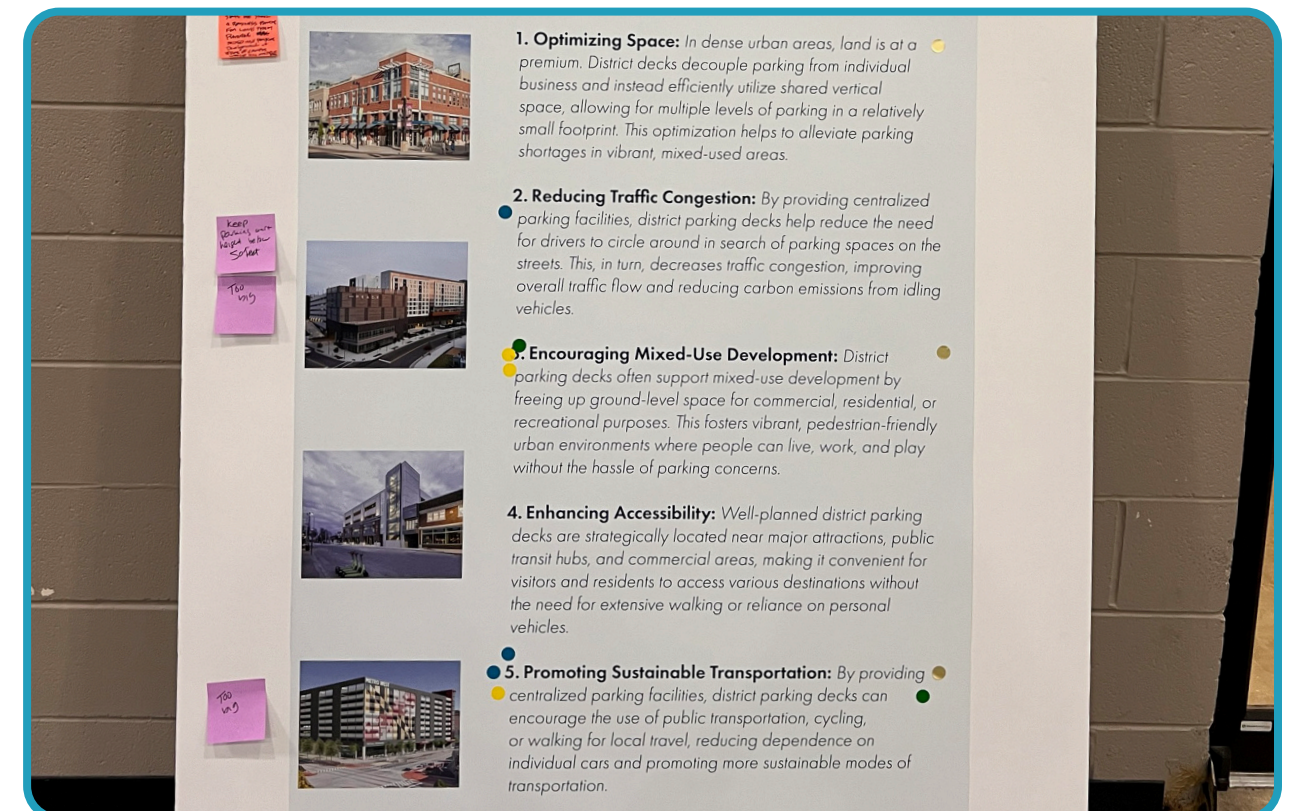 1. Optimizing Space: In dense urban areas, land is at a
premium. District decks decouple parking from individual
business and instead efficiently utilize shared vertical
space, allowing for multiple levels of parking in a relatively
small footprint. This optimization helps to alleviate parking
shortages in vibrant, mixed-used areas.
Keep
parking
height below
50 feet
Too
big
2. Reducing Traffic Congestion: By providing centralized
parking facilities, district parking decks help reduce the need
for drivers to circle around in search of parking spaces on the
streets. This, in turn, decreases traffic congestion, improving
overall traffic flow and reducing carbon emissions from idling
vehicles.
. Encouraging Mixed-Use Development: District
parking decks often support mixed-use development by
freeing up ground-level space for commercial, residential, or
recreational purposes. This fosters vibrant, pedestrian-friendly
urban environments where people can live, work, and play
without the hassle of parking concerns.
4. Enhancing Accessibility: Well-planned district parking
decks are strategically located near major attractions, public
transit hubs, and commercial areas, making it convenient for
visitors and residents to access various destinations without
the need for extensive walking or reliance on personal
vehicles.
Too
big
5. Promoting Sustainable Transportation: By providing
centralized parking facilities, district parking decks can
encourage the use of public transportation, cycling,
or walking for local travel, reducing dependence on
individual cars and promoting more sustainable modes of
transportation.